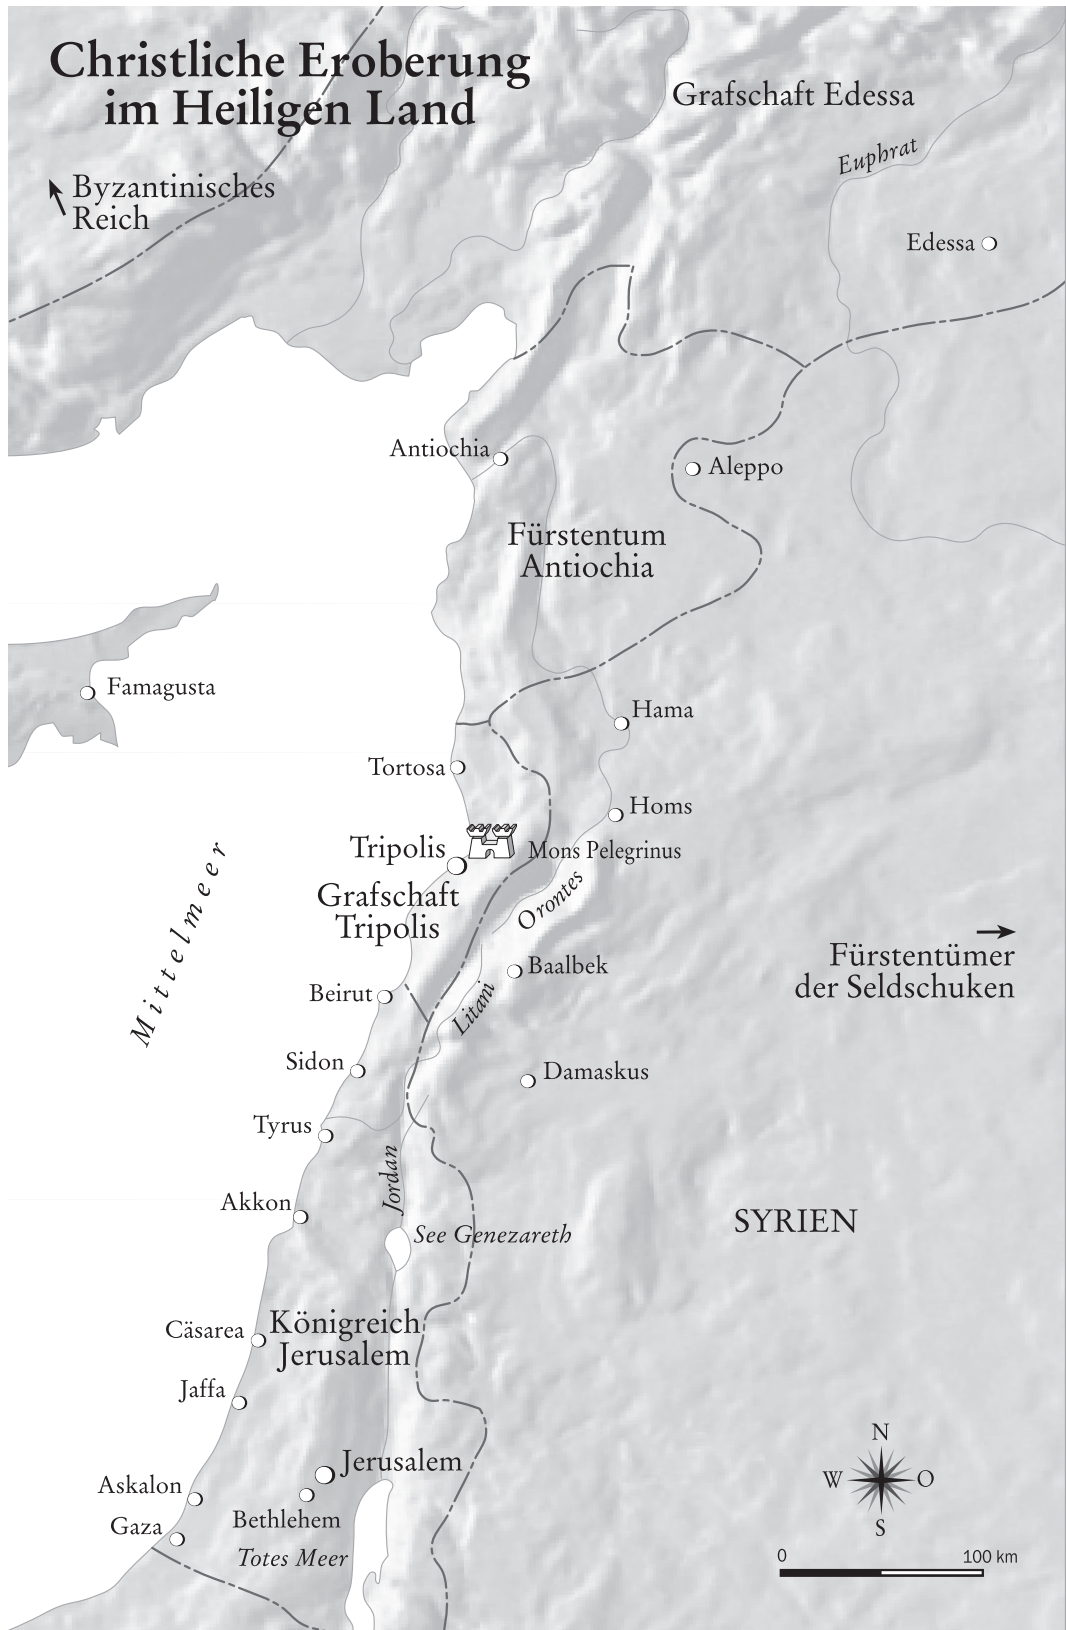 Christliche Eroberung
im Heiligen Land
Grafschaft Edessa
Euphrat
Byzantinisches
Reich
Edessa
Antiochia
Aleppo
Fürstentum
Antiochia
Famagusta
Hama
Tortosa
Homs
Tripolis
Mons Pelegrinus
Grafschaft
Tripolis
Orontes
Mittelmeer
Fürstentümer
der Seldschuken
Baalbek
Beirut
Litani
Sidon
Damaskus
Tyrus
Jordan
Akkon
SYRIEN
See Genezareth
Cäsarea
Königreich
Jerusalem
Jaffa
N
W
O
S
Jerusalem
Askalon
Bethlehem
Gaza
Totes Meer
0
100 km